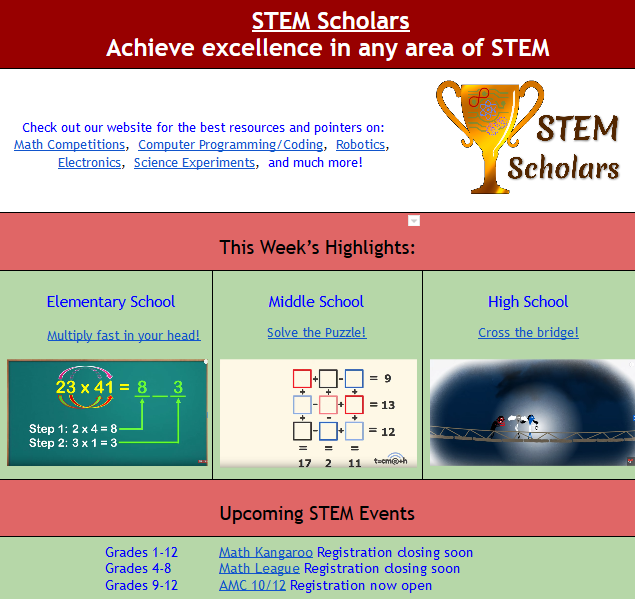 STEM Scholars
Achieve excellence in any area of STEM
Check out our website for the best resources and pointers on:
Math Competitions, Computer Programming/Coding, Robotics,
Electronics, Science Experiments, and much more!
STEM
Scholars
This Week's Highlights:
Elementary School
Multiply fast in your head!
23 x 41 = 8 _ 3
Step 1: 2 x 4 = 8
Step 2: 3 x 1 = 3
Middle School
Solve the Puzzle!
+ - = 9
+ - +
- + = 13
+ - +
- + = 12
= = =
17 2 11
High School
Cross the bridge!
Upcoming STEM Events
Grades 1-12 Math Kangaroo Registration closing soon
Grades 4-8 Math League Registration closing soon
Grades 9-12 AMC 10/12 Registration now open